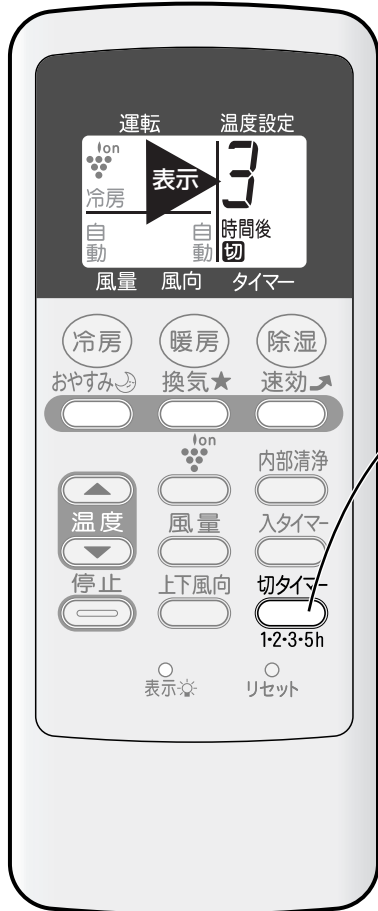 運転 温度設定
ion
表示 3
冷房
自動 自動 時間後
切
風量 風向 タイマー
冷房 暖房 除湿
おやすみ 換気★ 速効
ion
内部清浄
温度 風量 入タイマー
停止 上下風向 切タイマー
1・2・3・5h
表示 リセット